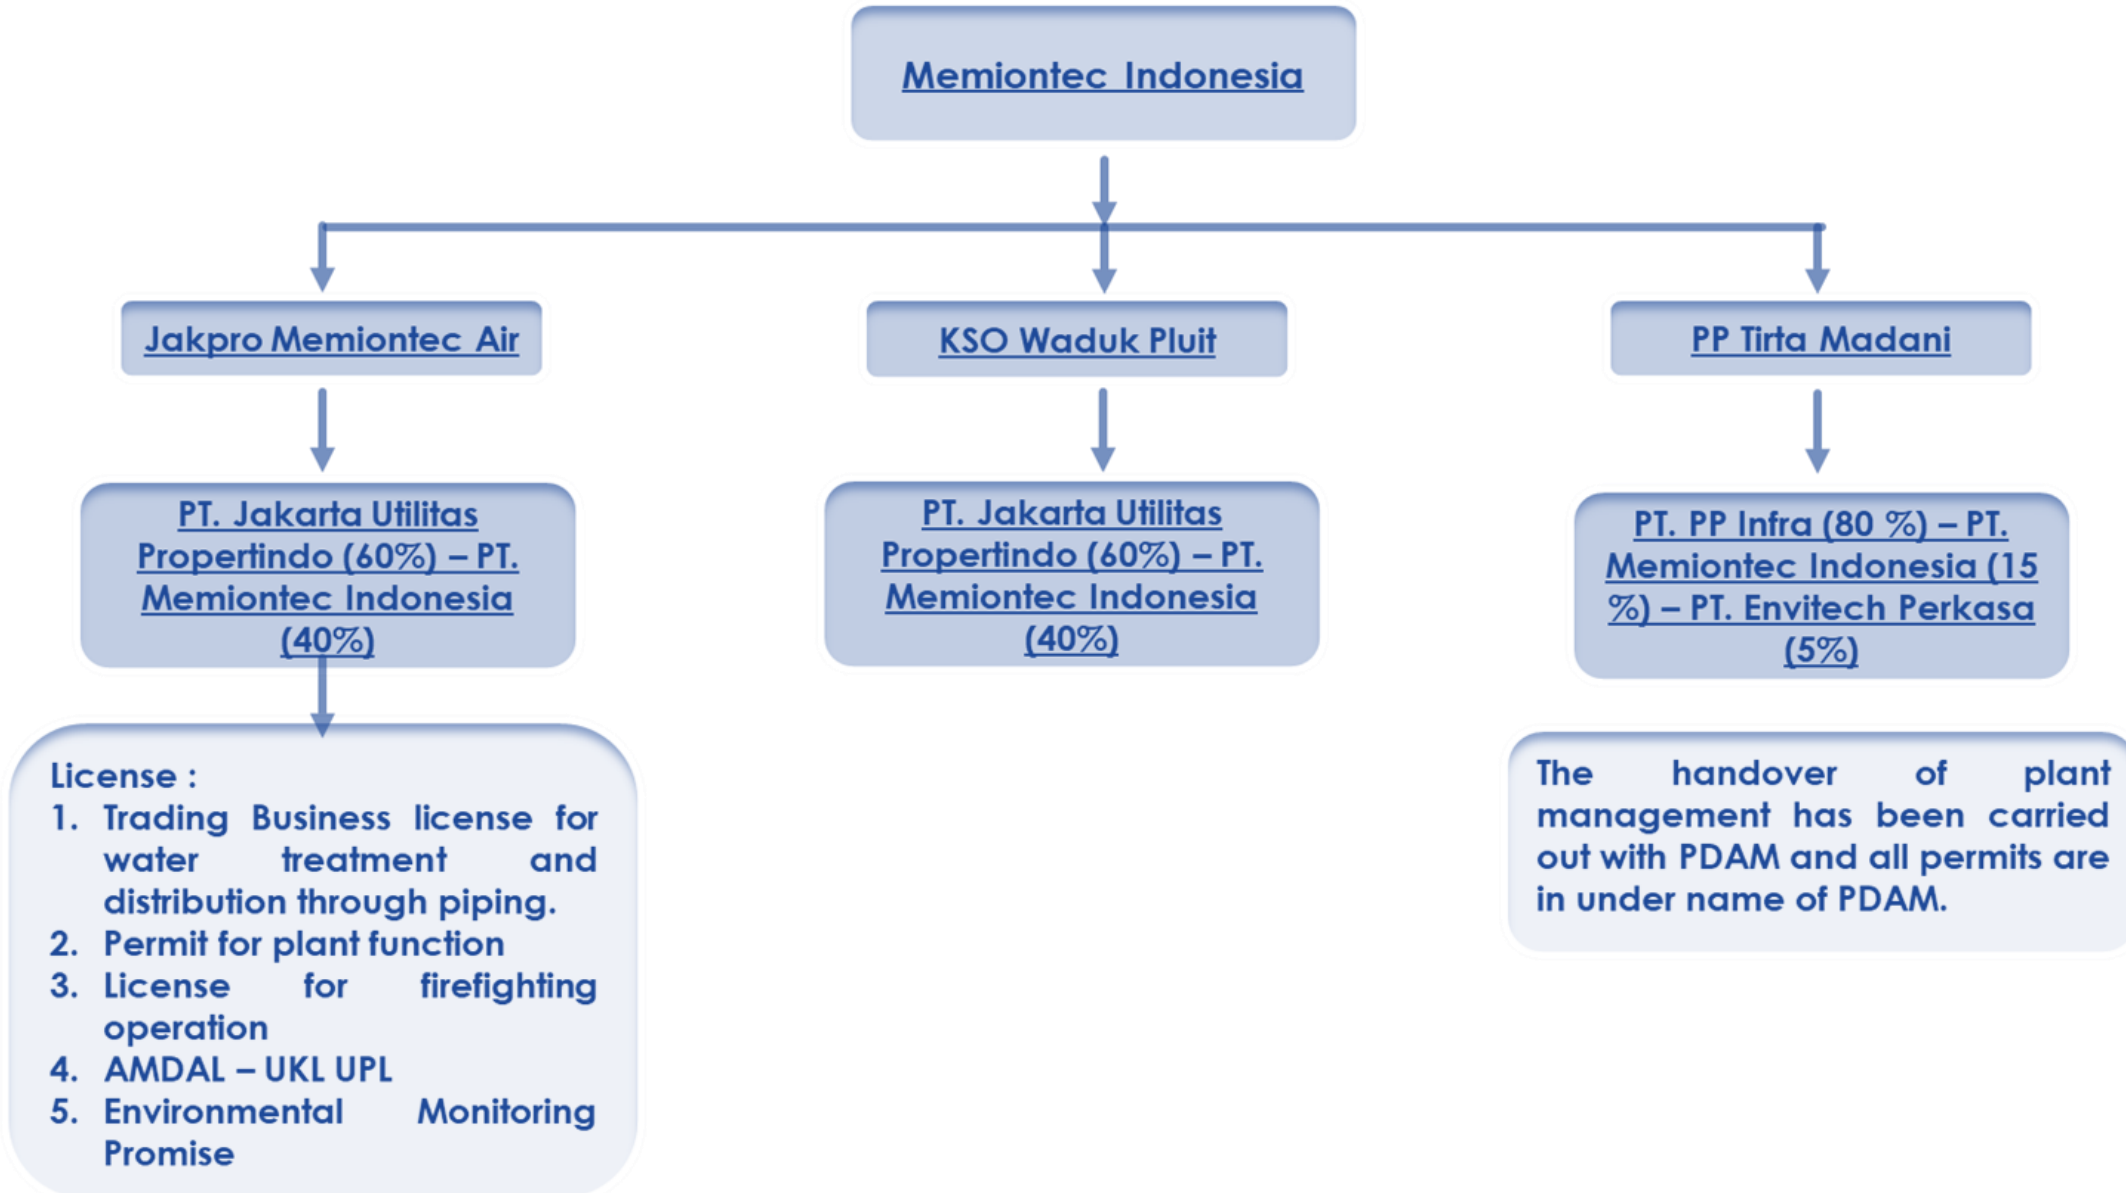 Memiontec Indonesia
Jakpro Memiontec Air
KSO Waduk Pluit
PP Tirta Madani
PT. Jakarta Utilitas
Propertindo (60%) – PT.
Memiontec Indonesia
(40%)
PT. Jakarta Utilitas
Propertindo (60%) – PT.
Memiontec Indonesia
(40%)
PT. PP Infra (80 %) – PT.
Memiontec Indonesia (15
%) – PT. Envitech Perkasa
(5%)
License :
1. Trading Business license for
water treatment and
distribution through piping.
2. Permit for plant function
3. License for firefighting
operation
4. AMDAL – UKL UPL
5. Environmental Monitoring
Promise
The handover of plant
management has been carried
out with PDAM and all permits are
in under name of PDAM.